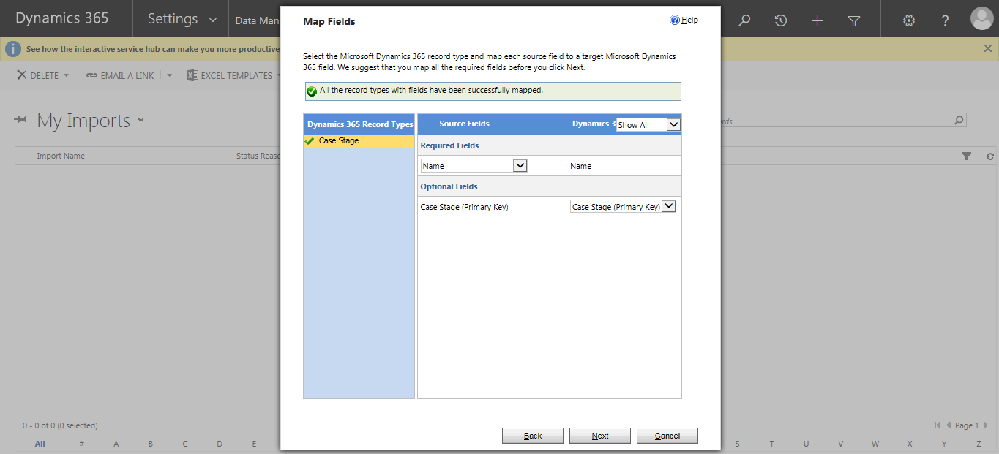 Dynamics 365
Settings
Data Man
See how the interactive service hub can make you more productive
DELETE
EMAIL A LINK
EXCEL TEMPLATES
My Imports
Import Name
Status Reaso
0 - 0 of 0 (0 selected)
All # A B C D E
Map Fields
Help
Select the Microsoft Dynamics 365 record type and map each source field to a target Microsoft Dynamics
365 field. We suggest that you map all the required fields before you click Next.
All the record types with fields have been successfully mapped.
Dynamics 365 Record Types
Case Stage
Source Fields
Dynamics 3
Show All
Required Fields
Name
Name
Optional Fields
Case Stage (Primary Key)
Case Stage (Primary Key)
Back
Next
Cancel
ords
Page 1
S T U V W X Y Z